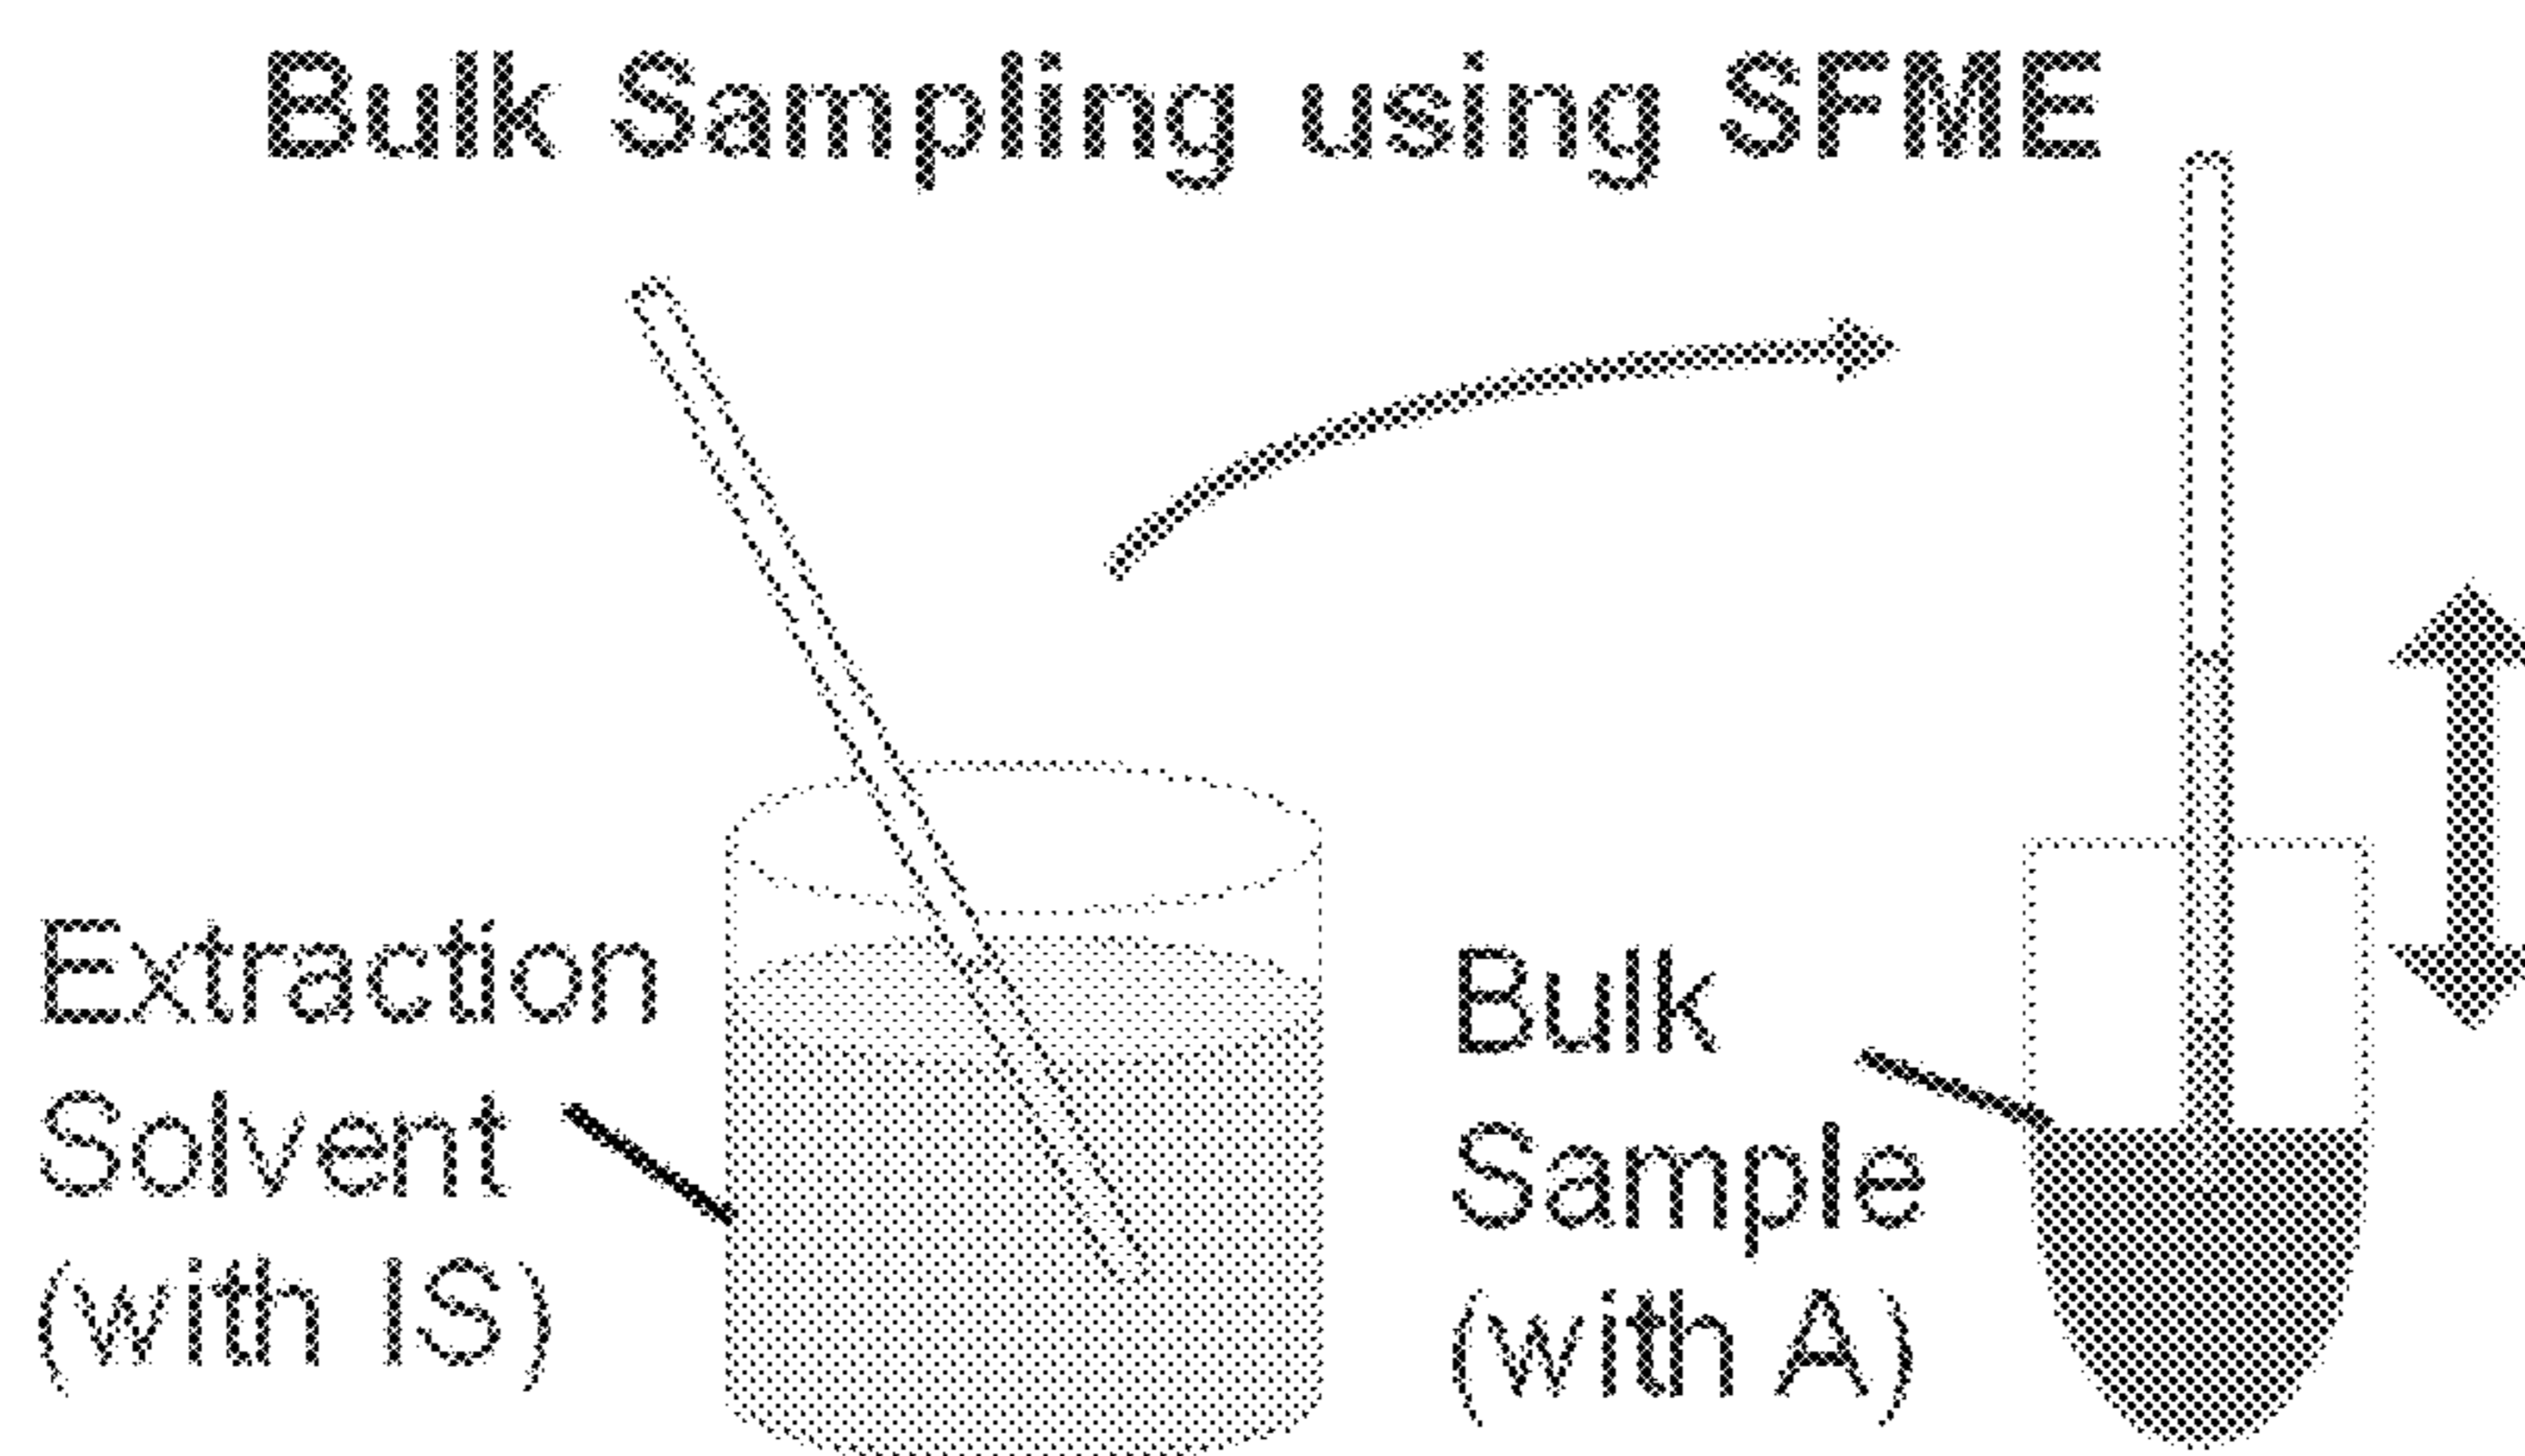 Bulk Sampling using SFME
Extraction
Solvent
(with IS)
Bulk
Sample
(with A)